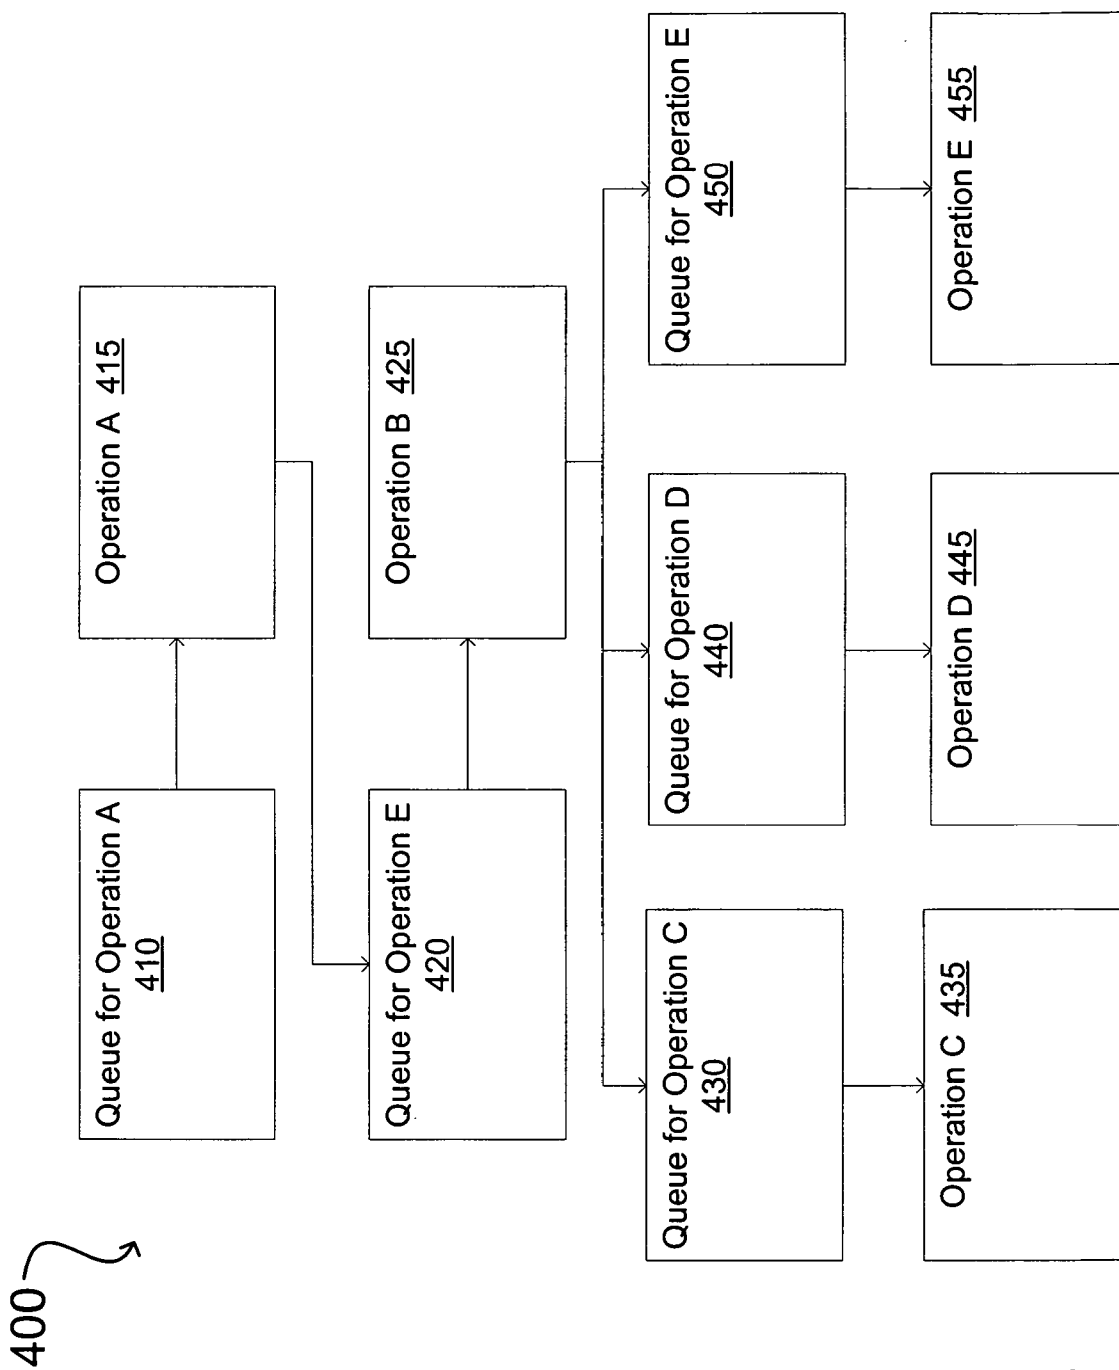 400
Queue for Operation A
410
Operation A 415
Queue for Operation E
420
Operation B 425
Queue for Operation C
430
Queue for Operation D
440
Queue for Operation E
450
Operation C 435
Operation D 445
Operation E 455